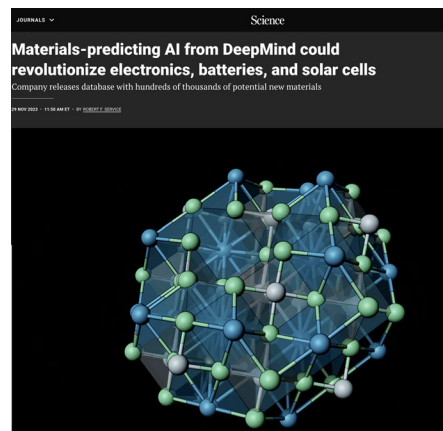 JOURNALS
Science
Materials-predicting AI from DeepMind could
revolutionize electronics, batteries, and solar cells
Company releases database with hundreds of thousands of potential new materials
29 NOV 2023 · 11:50 AM ET · BY ROBERT F. SERVICE